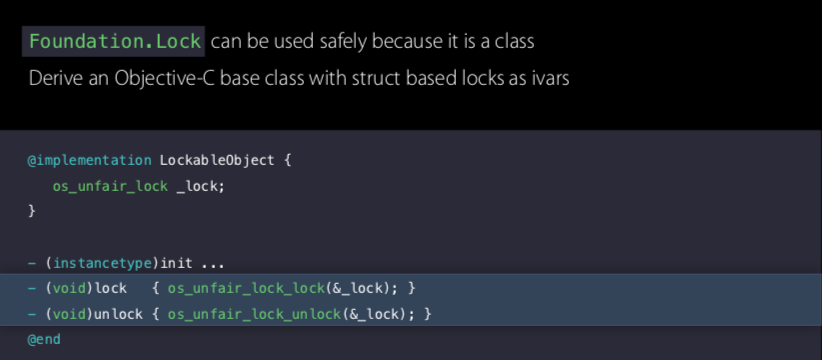 Foundation.Lock can be used safely because it is a class
Derive an Objective-C base class with struct based locks as ivars
@implementation LockableObject {
   os_unfair_lock _lock;
}
- (instancetype)init ...
- (void)lock   { os_unfair_lock_lock(&_lock); }
- (void)unlock { os_unfair_lock_unlock(&_lock); }
@end